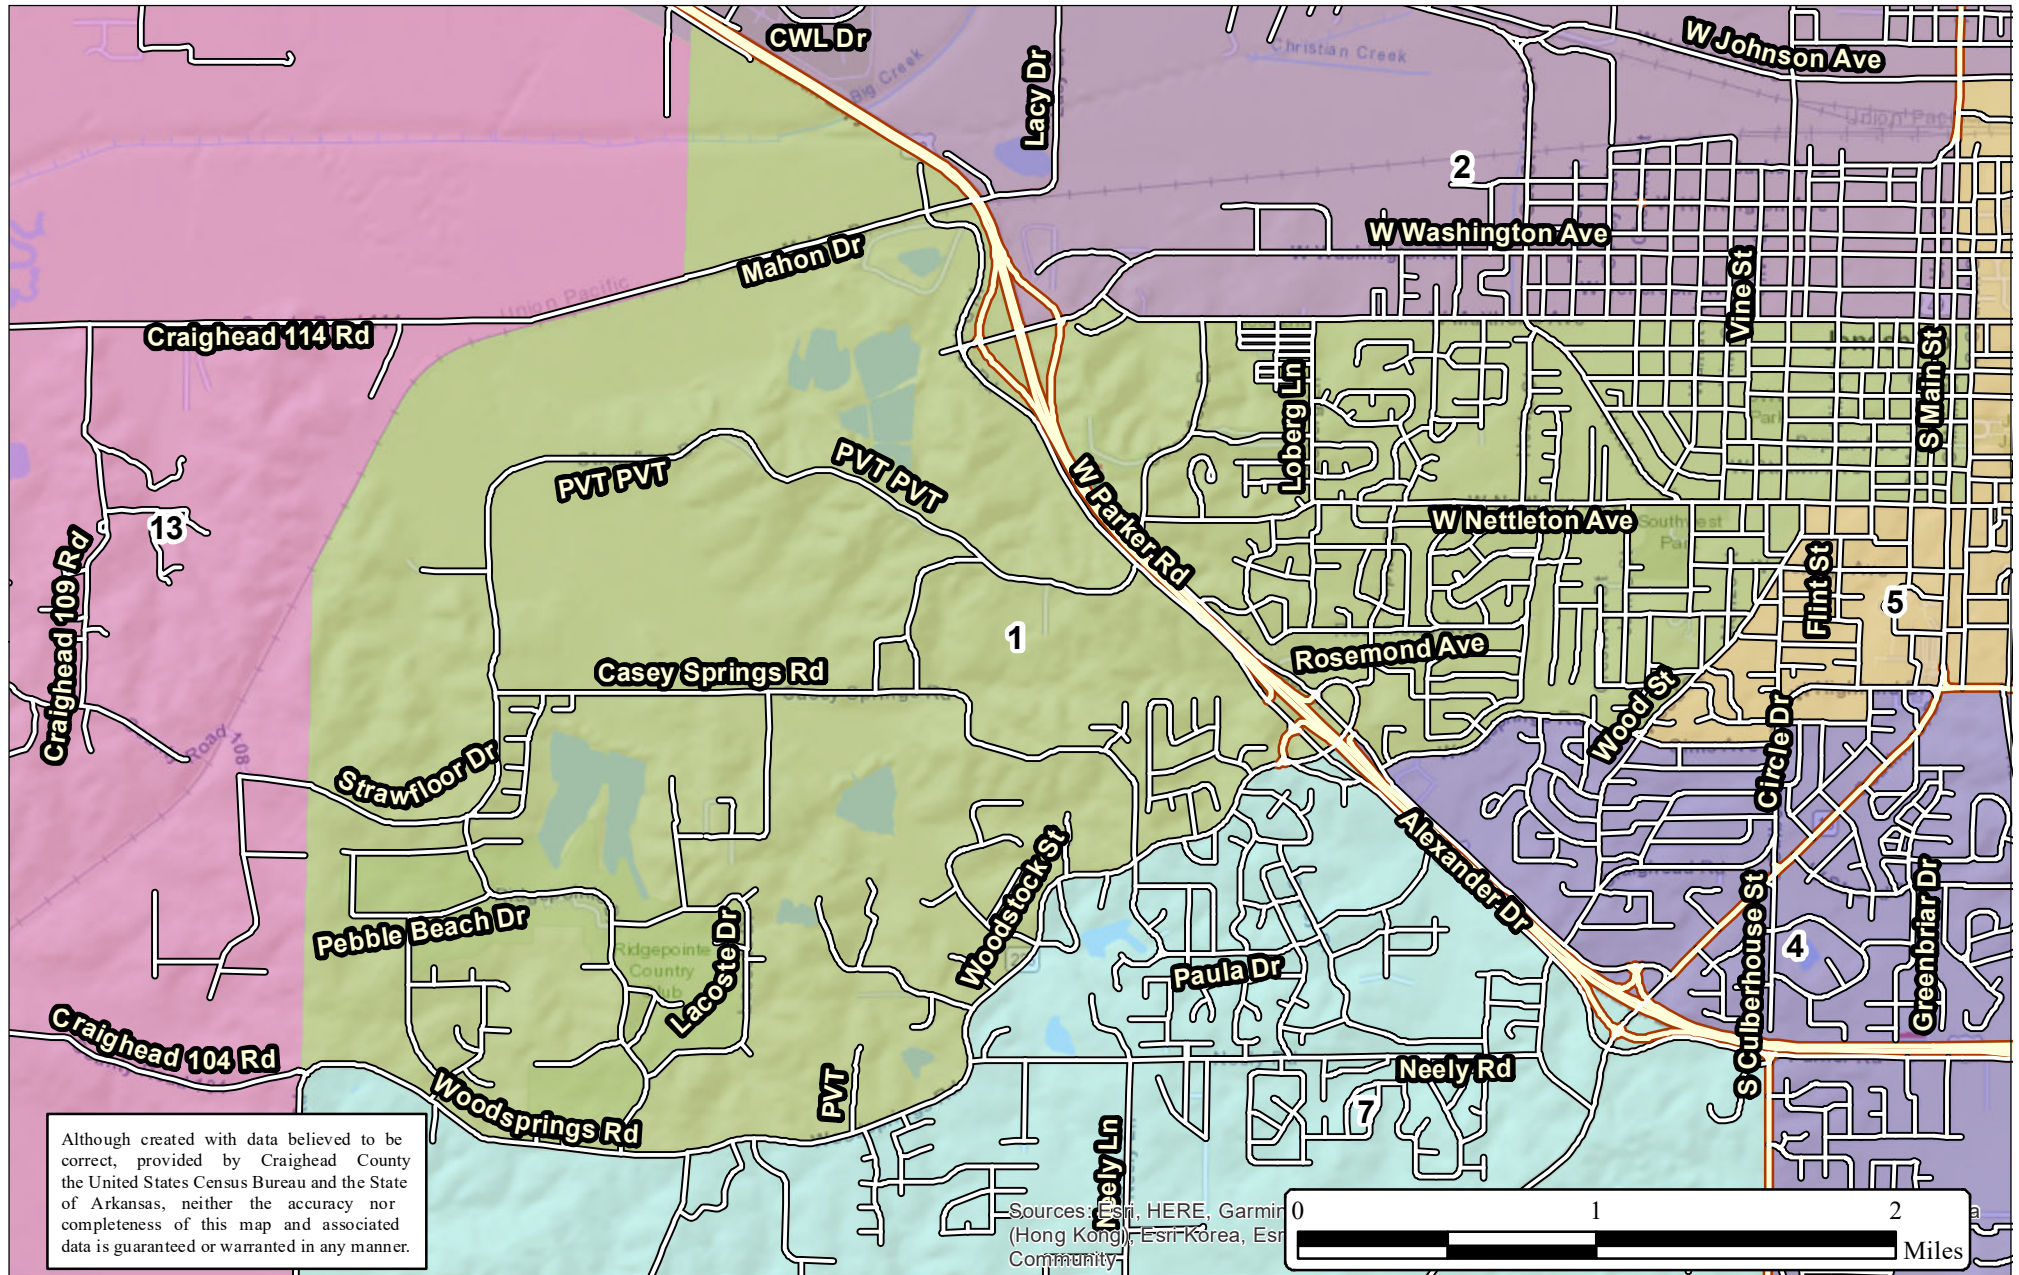 CWL Dr
Lacy Dr
W Johnson Ave
Christian Creek
Big Creek
2
W Washington Ave
Mahon Dr
Union Pacific
Vine St
Craighead 114 Rd
S Main St
Loberg Ln
PVT PVT
PVT PVT
W Parker Rd
W Nettleton Ave
Southwest
Park
13
Craighead 109 Rd
Flint St
5
1
Rosemond Ave
Casey Springs Rd
Wood St
Circle Dr
Road 108
Strawfloor Dr
Alexander Dr
Woodstock St
Pebble Beach Dr
Ridgepointe
Country
Club
Lacoste Dr
Paula Dr
S Culberhouse St
4
Greenbriar Dr
Craighead 104 Rd
Woodsprings Rd
PVT
Neely Rd
7
Neely Ln
Although created with data believed to be
correct, provided by Craighead County
the United States Census Bureau and the State
of Arkansas, neither the accuracy nor
completeness of this map and associated
data is guaranteed or warranted in any manner.
Sources: Esri, HERE, Garmin
(Hong Kong), Esri Korea, Esr
Community
0 1 2
Miles